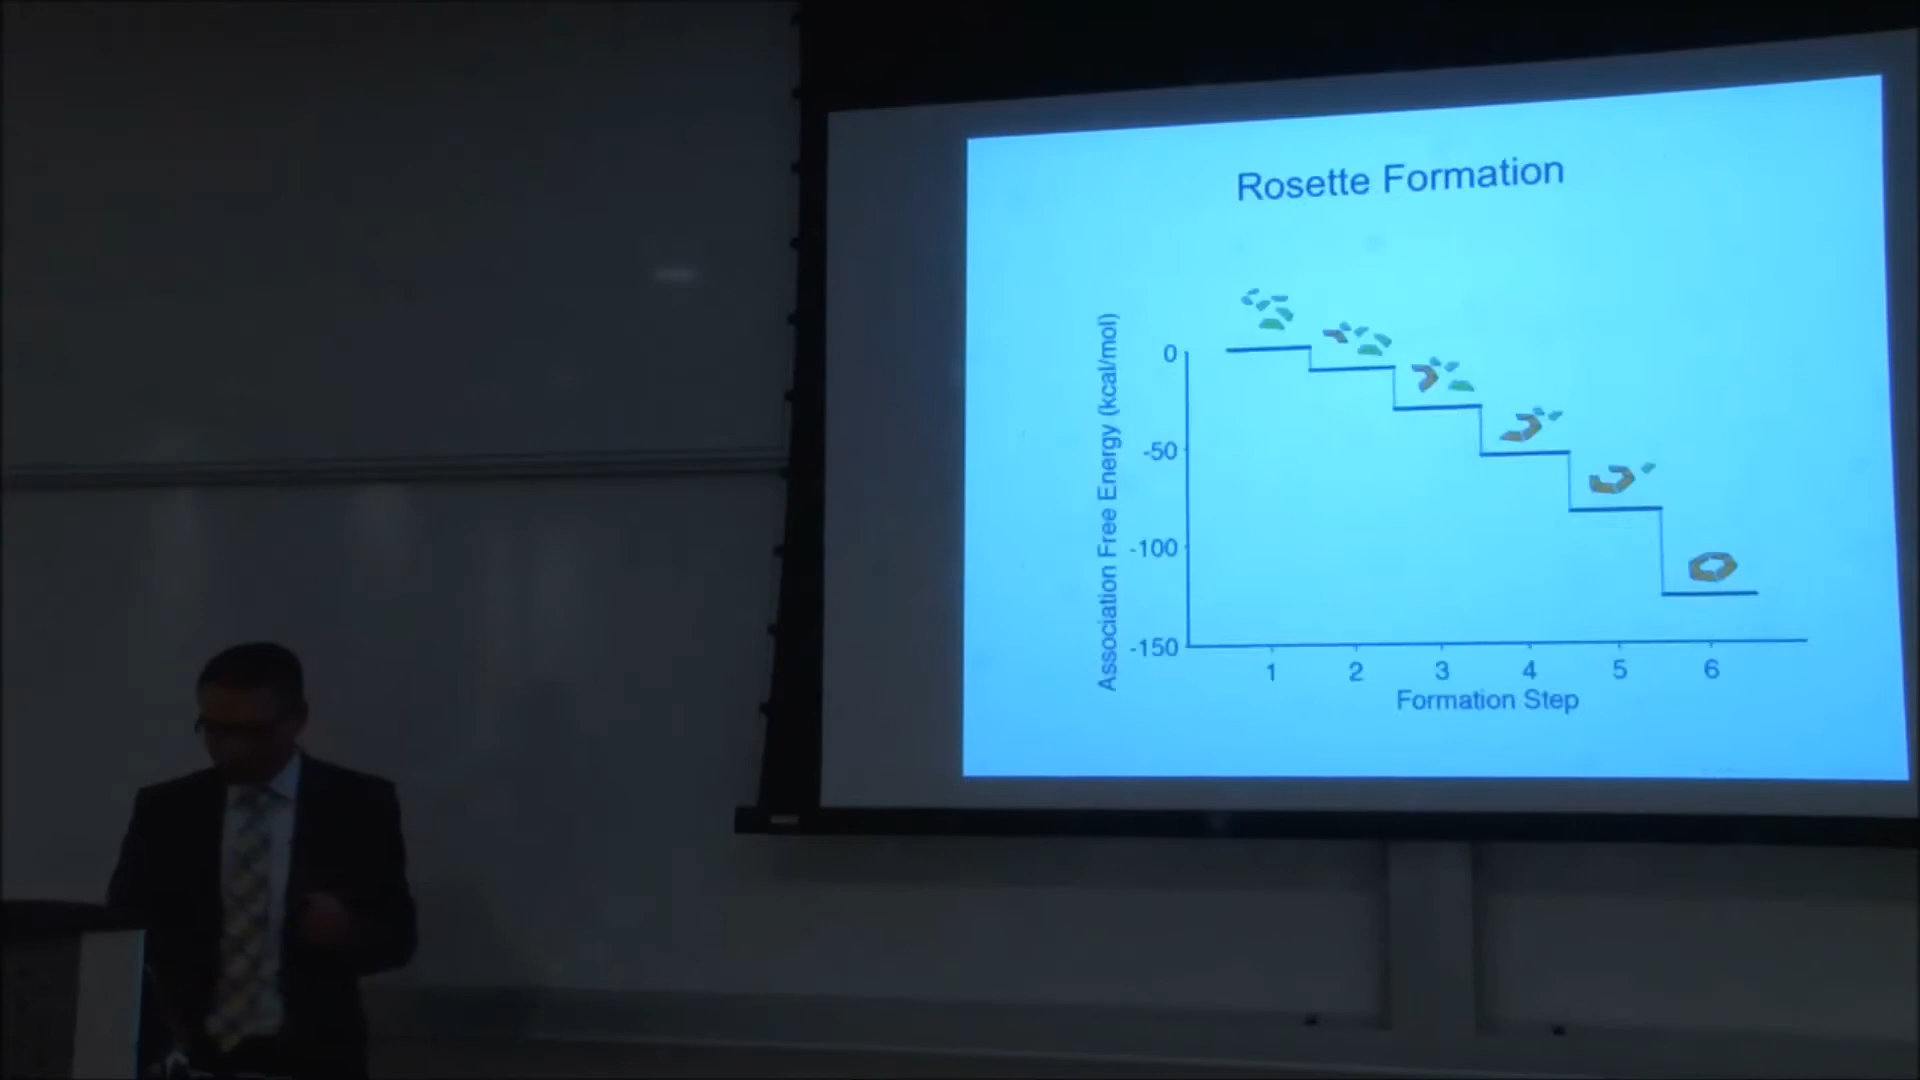 Rosette Formation
Association Free Energy (kcal/mol)
0
-50
-100
-150
1 2 3 4 5 6
Formation Step